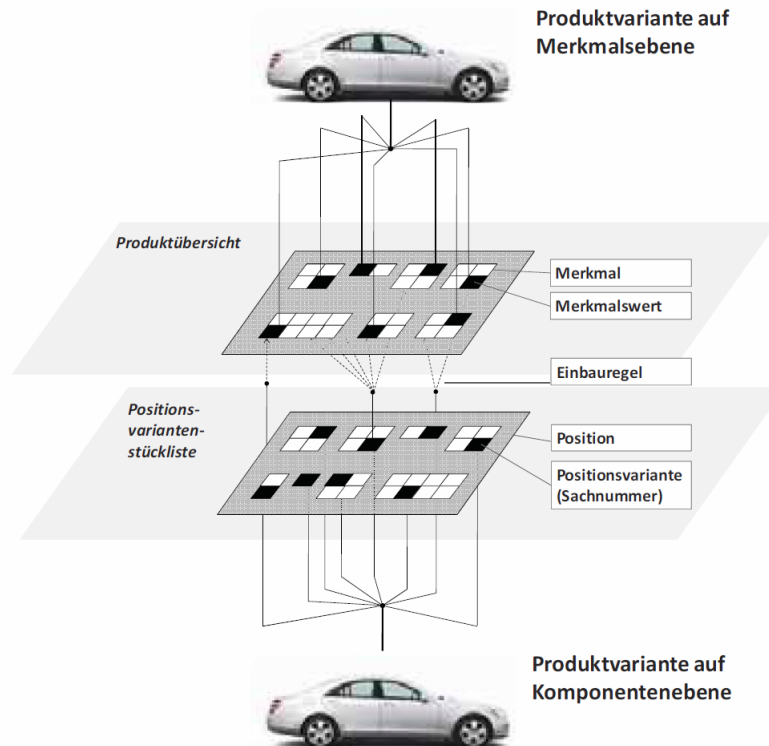 Produktvariante auf
Merkmalsebene
Produktübersicht
Merkmal
Merkmalswert
Einbauregel
Positions-
varianten-
stückliste
Position
Positionsvariante
(Sachnummer)
Produktvariante auf
Komponentenebene